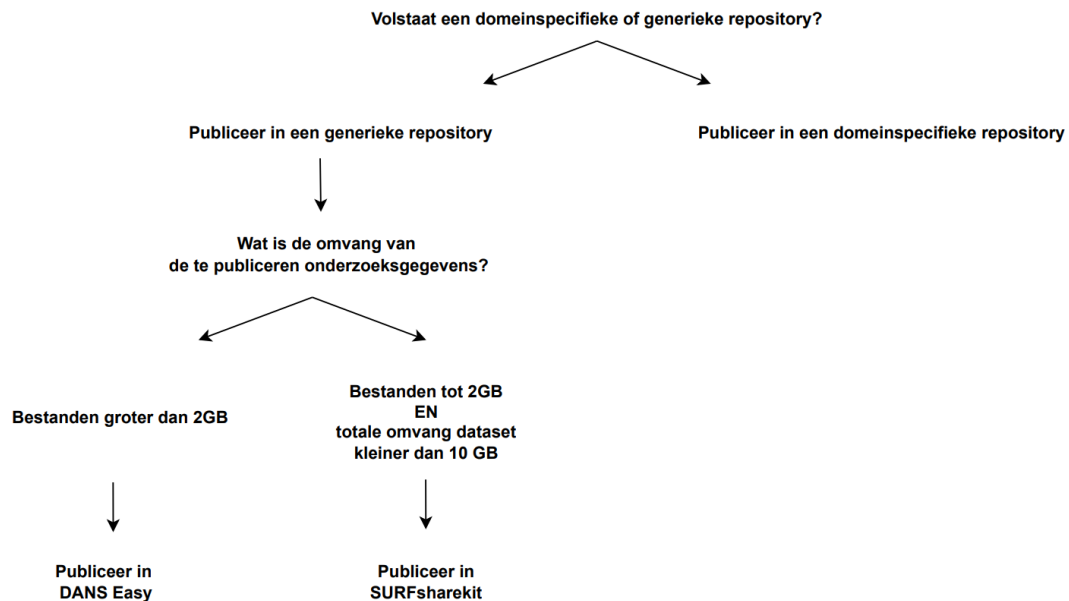 Volstaat een domeinspecifieke of generieke repository?
Publiceer in een generieke repository
Publiceer in een domeinspecifieke repository
Wat is de omvang van
de te publiceren onderzoeksgegevens?
Bestanden groter dan 2GB
Bestanden tot 2GB
EN
totale omvang dataset
kleiner dan 10 GB
Publiceer in
DANS Easy
Publiceer in
SURFsharekit